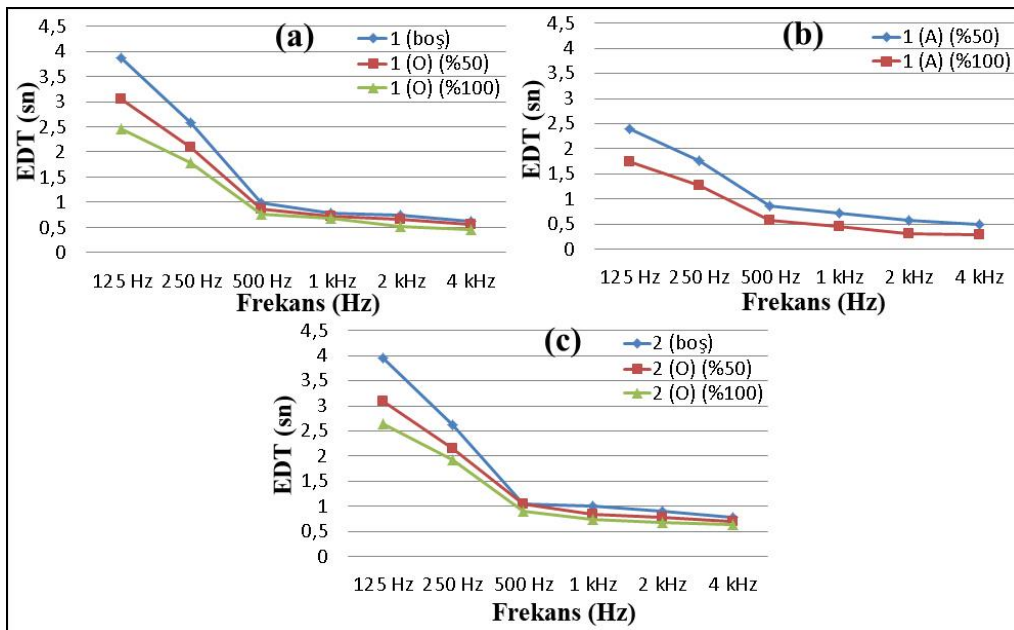 (a)
EDT (sn)
4,5
4
3,5
3
2,5
2
1,5
1
0,5
0
1 (boş)
1 (O) (%50)
1 (O) (%100)
125 Hz 250 Hz 500 Hz 1 kHz 2 kHz 4 kHz
Frekans (Hz)
(b)
EDT (sn)
4,5
4
3,5
3
2,5
2
1,5
1
0,5
0
1 (A) (%50)
1 (A) (%100)
125 Hz 250 Hz 500 Hz 1 kHz 2 kHz 4 kHz
Frekans (Hz)
(c)
EDT (sn)
4,5
4
3,5
3
2,5
2
1,5
1
0,5
0
2 (boş)
2 (O) (%50)
2 (O) (%100)
125 Hz 250 Hz 500 Hz 1 kHz 2 kHz 4 kHz
Frekans (Hz)